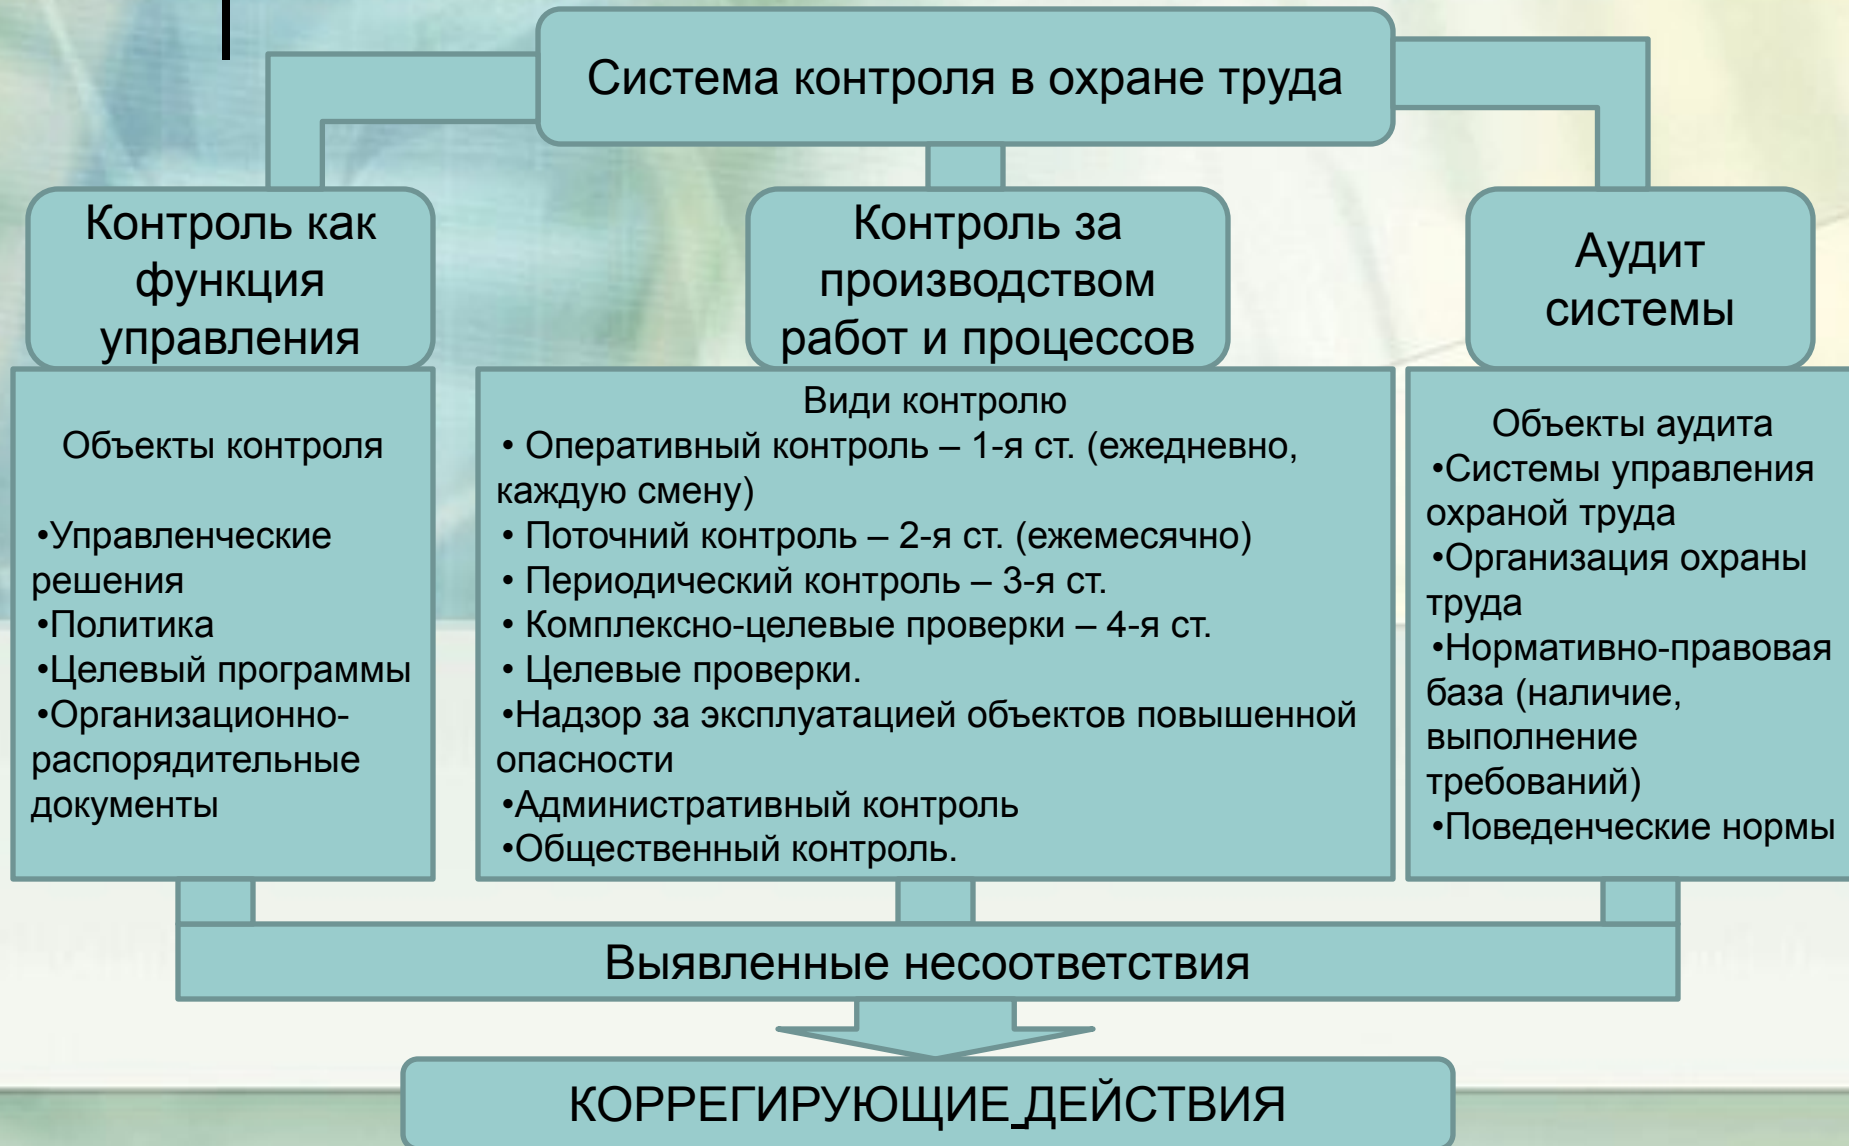 Система контроля в охране труда
Контроль как
функция
управления
Объекты контроля
•Управленческие
решения
•Политика
•Целевый программы
•Организационно-
распорядительные
документы
Контроль за
производством
работ и процессов
Види контролю
• Оперативный контроль – 1-я ст. (ежедневно,
каждую смену)
• Поточний контроль – 2-я ст. (ежемесячно)
• Периодический контроль – 3-я ст.
• Комплексно-целевые проверки – 4-я ст.
• Целевые проверки.
•Надзор за эксплуатацией объектов повышенной
опасности
•Административный контроль
•Общественный контроль.
Аудит
системы
Объекты аудита
•Системы управления
охраной труда
•Организация охраны
труда
•Нормативно-правовая
база (наличие,
выполнение
требований)
•Поведенческие нормы
Выявленные несоответствия
КОРРЕГИРУЮЩИЕ ДЕЙСТВИЯ